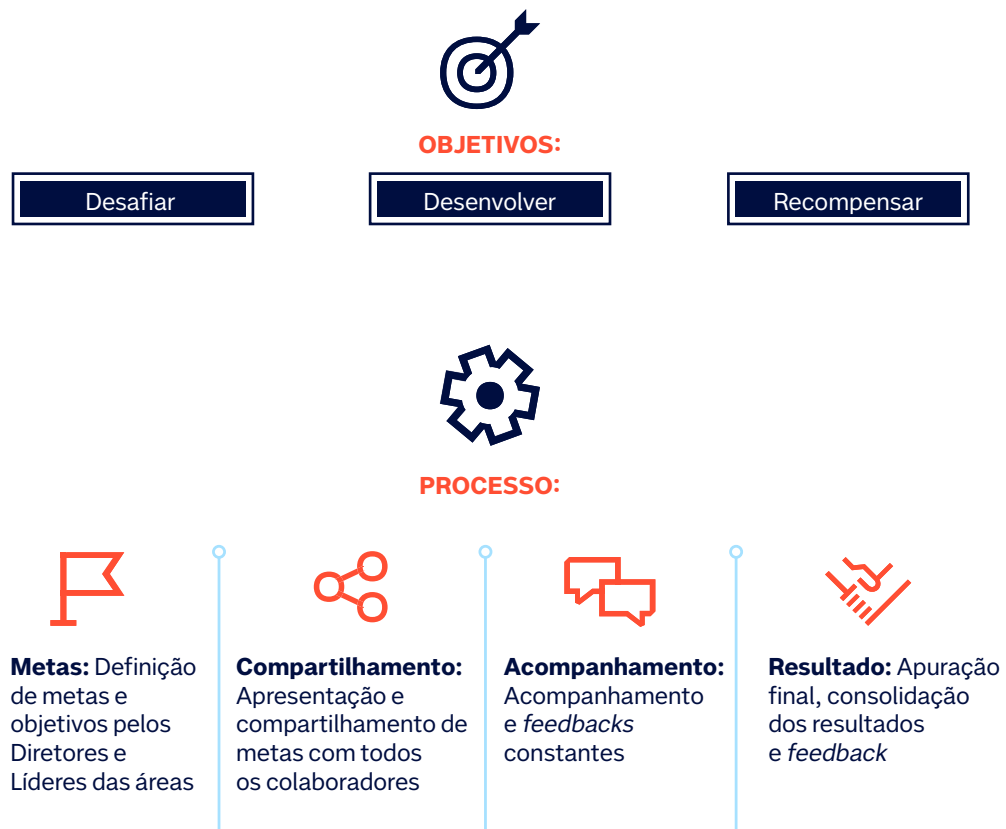 OBJETIVOS:
Desafiar
Desenvolver
Recompensar
PROCESSO:
Metas: Definição
de metas e
objetivos pelos
Diretores e
Líderes das áreas
Compartilhamento:
Apresentação e
compartilhamento de
metas com todos
os colaboradores
Acompanhamento:
Acompanhamento
e feedbacks
constantes
Resultado: Apuração
final, consolidação
dos resultados
e feedback